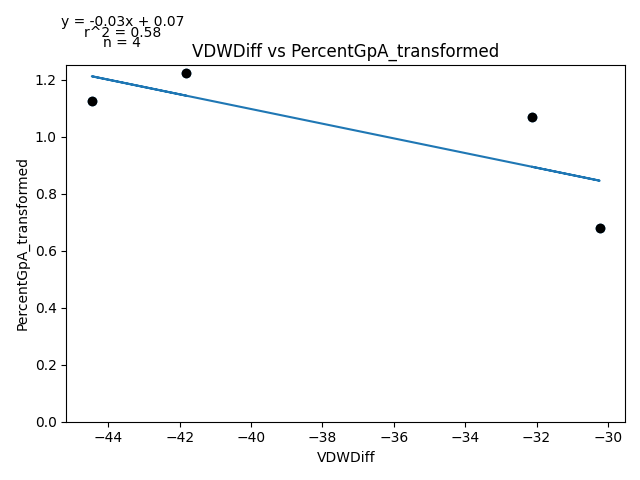 y = -0.03x + 0.07
r^2 = 0.58
n = 4
VDWDiff vs PercentGpA_transformed
1.2
1.0
0.8
0.6
0.4
0.2
0.0
PercentGpA_transformed
−44
−42
−40
−38
−36
−34
−32
−30
VDWDiff